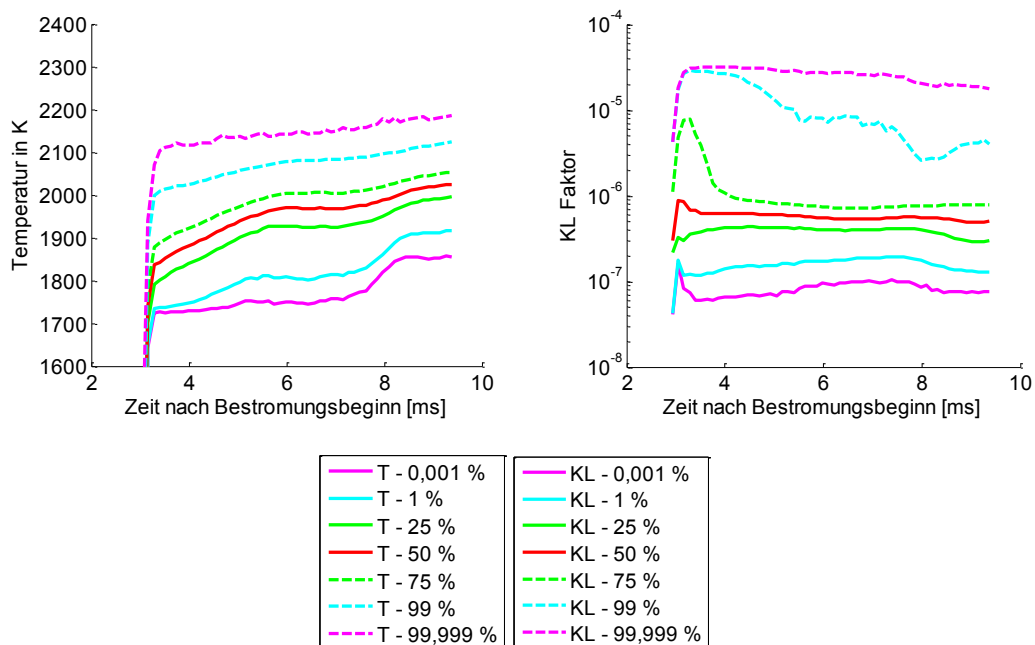 2400
2300
2200
2100
2000
1900
1800
1700
1600
Temperatur in K
2
4
6
8
10
Zeit nach Bestromungsbeginn [ms]
10⁻⁴
10⁻⁵
10⁻⁶
10⁻⁷
10⁻⁸
KL Faktor
2
4
6
8
10
Zeit nach Bestromungsbeginn [ms]
T - 0,001 %
T - 1 %
T - 25 %
T - 50 %
T - 75 %
T - 99 %
T - 99,999 %
KL - 0,001 %
KL - 1 %
KL - 25 %
KL - 50 %
KL - 75 %
KL - 99 %
KL - 99,999 %